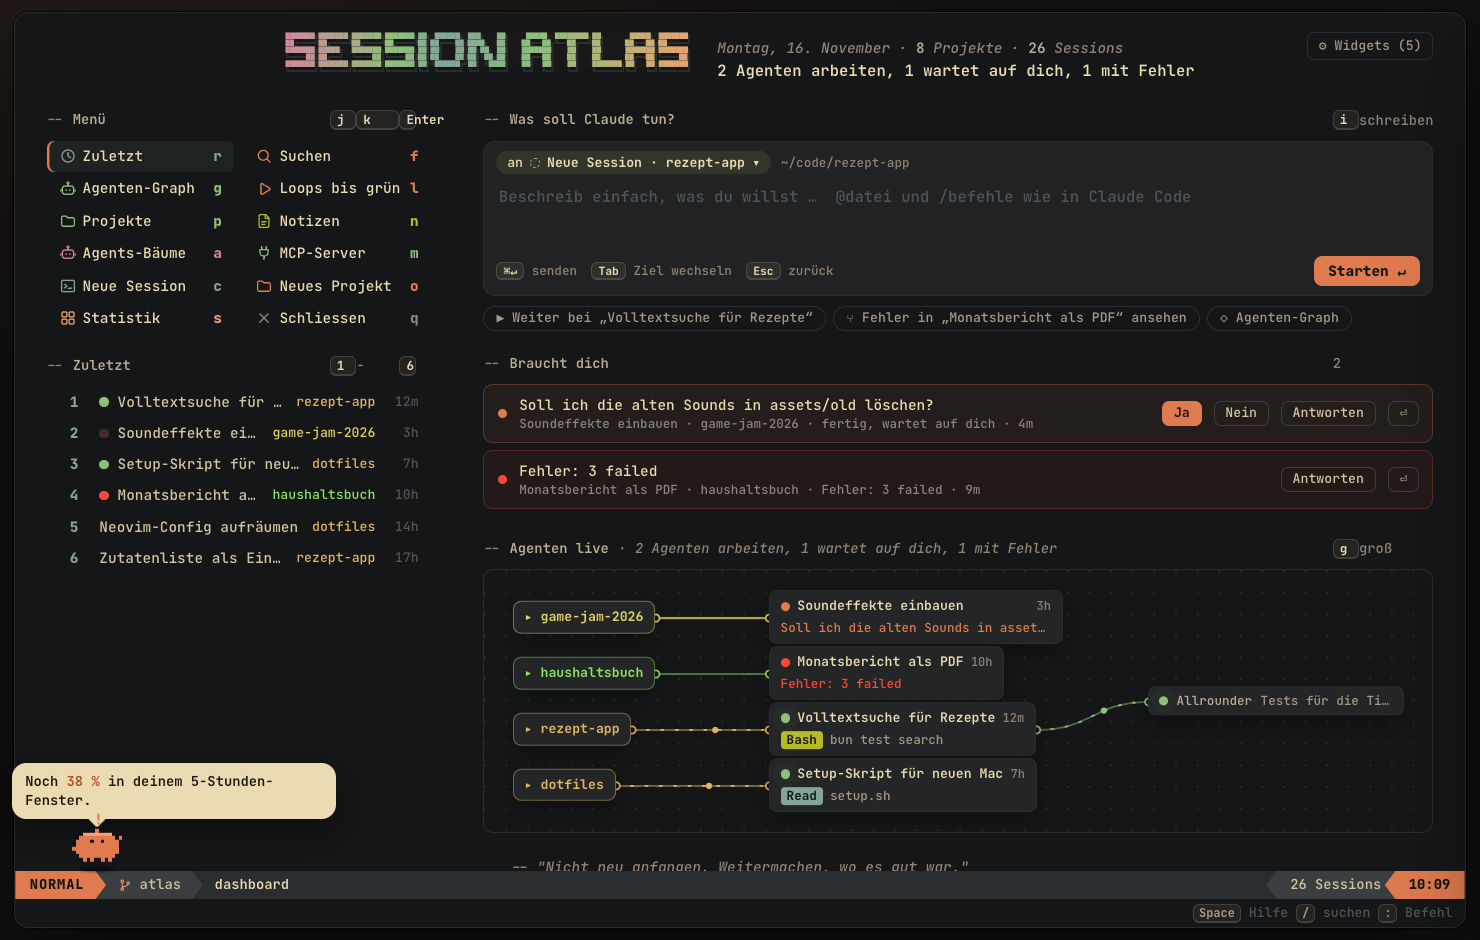 SESSION ATLAS
Montag, 16. November · 8 Projekte · 26 Sessions
2 Agenten arbeiten, 1 wartet auf dich, 1 mit Fehler
⚙ Widgets (5)
—— Menü j k Enter
Zuletzt r
Suchen f
Agenten-Graph g
Loops bis grün l
Projekte p
Notizen n
Agents-Bäume a
MCP-Server m
Neue Session c
Neues Projekt o
Statistik s
Schliessen q
—— Zuletzt 1 - 6
1 Volltextsuche für … rezept-app 12m
2 Soundeffekte ei… game-jam-2026 3h
3 Setup-Skript für neu… dotfiles 7h
4 Monatsbericht a… haushaltsbuch 10h
5 Neovim-Config aufräumen dotfiles 14h
6 Zutatenliste als Ein… rezept-app 17h
—— Was soll Claude tun? i schreiben
an ◌ Neue Session · rezept-app ▾ ~/code/rezept-app
Beschreib einfach, was du willst … @datei und /befehle wie in Claude Code
⌘↵ senden Tab Ziel wechseln Esc zurück
Starten ↵
▶ Weiter bei „Volltextsuche für Rezepte“
⑂ Fehler in „Monatsbericht als PDF“ ansehen
◇ Agenten-Graph
—— Braucht dich 2
Soll ich die alten Sounds in assets/old löschen?
Soundeffekte einbauen · game-jam-2026 · fertig, wartet auf dich · 4m
Ja Nein Antworten ⏎
Fehler: 3 failed
Monatsbericht als PDF · haushaltsbuch · Fehler: 3 failed · 9m
Antworten ⏎
—— Agenten live · 2 Agenten arbeiten, 1 wartet auf dich, 1 mit Fehler g groß
▸ game-jam-2026
Soundeffekte einbauen 3h
Soll ich die alten Sounds in asset…
▸ haushaltsbuch
Monatsbericht als PDF 10h
Fehler: 3 failed
▸ rezept-app
Volltextsuche für Rezepte 12m
Bash bun test search
Allrounder Tests für die Ti…
▸ dotfiles
Setup-Skript für neuen Mac 7h
Read setup.sh
—— "Nicht neu anfangen. Weitermachen, wo es gut war."
Noch 38 % in deinem 5-Stunden-
Fenster.
!
NORMAL atlas dashboard 26 Sessions 10:09
Space Hilfe / suchen : Befehl